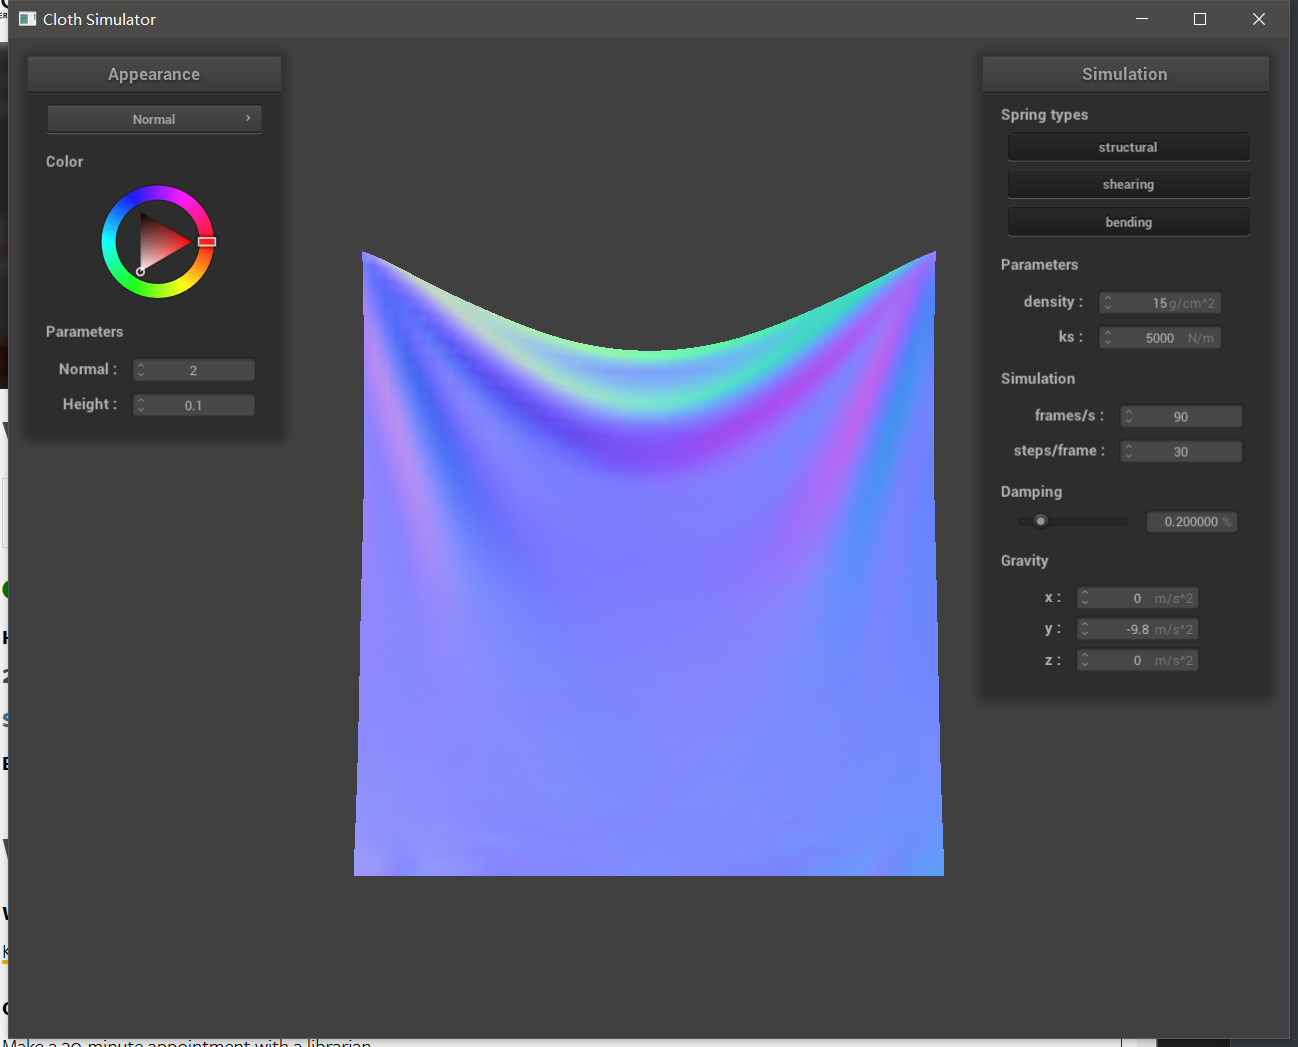 Cloth Simulator
Appearance
Normal
Color
Parameters
Normal : 2
Height : 0.1
Simulation
Spring types
structural
shearing
bending
Parameters
density : 15 g/cm^2
ks : 5000 N/m
Simulation
frames/s : 90
steps/frame : 30
Damping
0.200000 %
Gravity
x : 0 m/s^2
y : -9.8 m/s^2
z : 0 m/s^2
Make a 20-minute appointment with a librarian